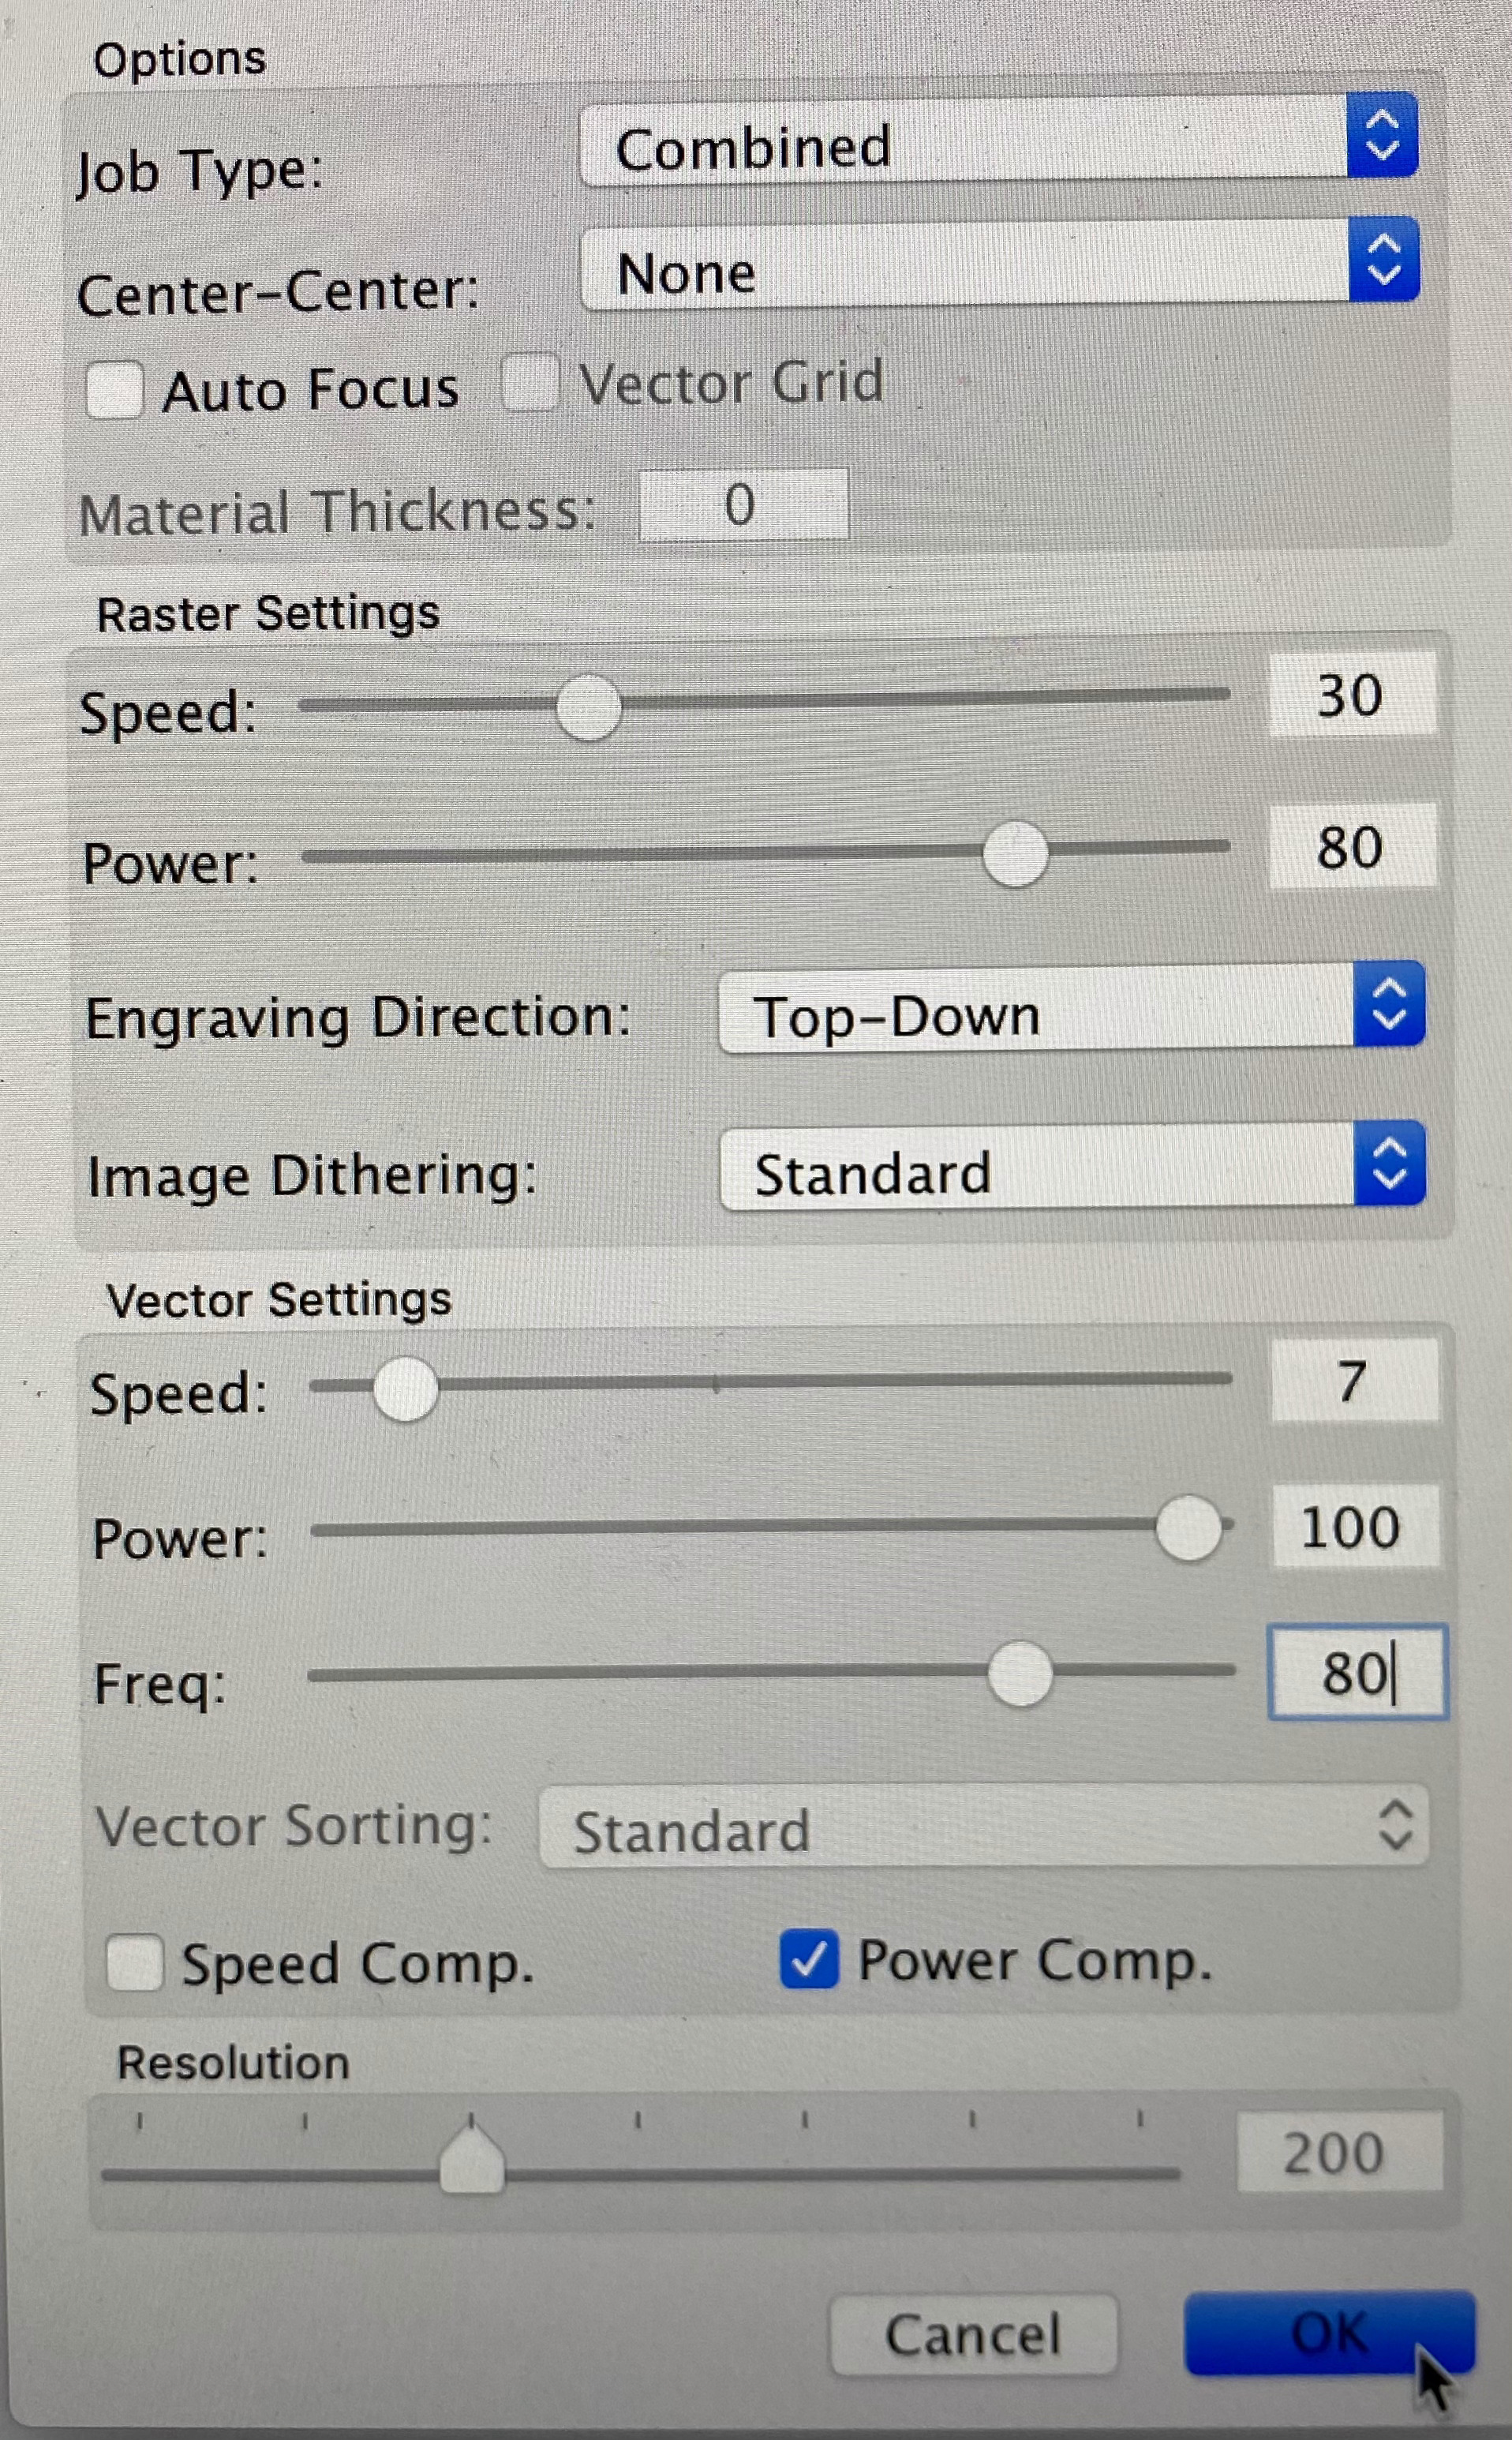 Options
Job Type: Combined
Center-Center: None
Auto Focus Vector Grid
Material Thickness: 0
Raster Settings
Speed: 30
Power: 80
Engraving Direction: Top-Down
Image Dithering: Standard
Vector Settings
Speed: 7
Power: 100
Freq: 80
Vector Sorting: Standard
Speed Comp. Power Comp.
Resolution
200
Cancel OK